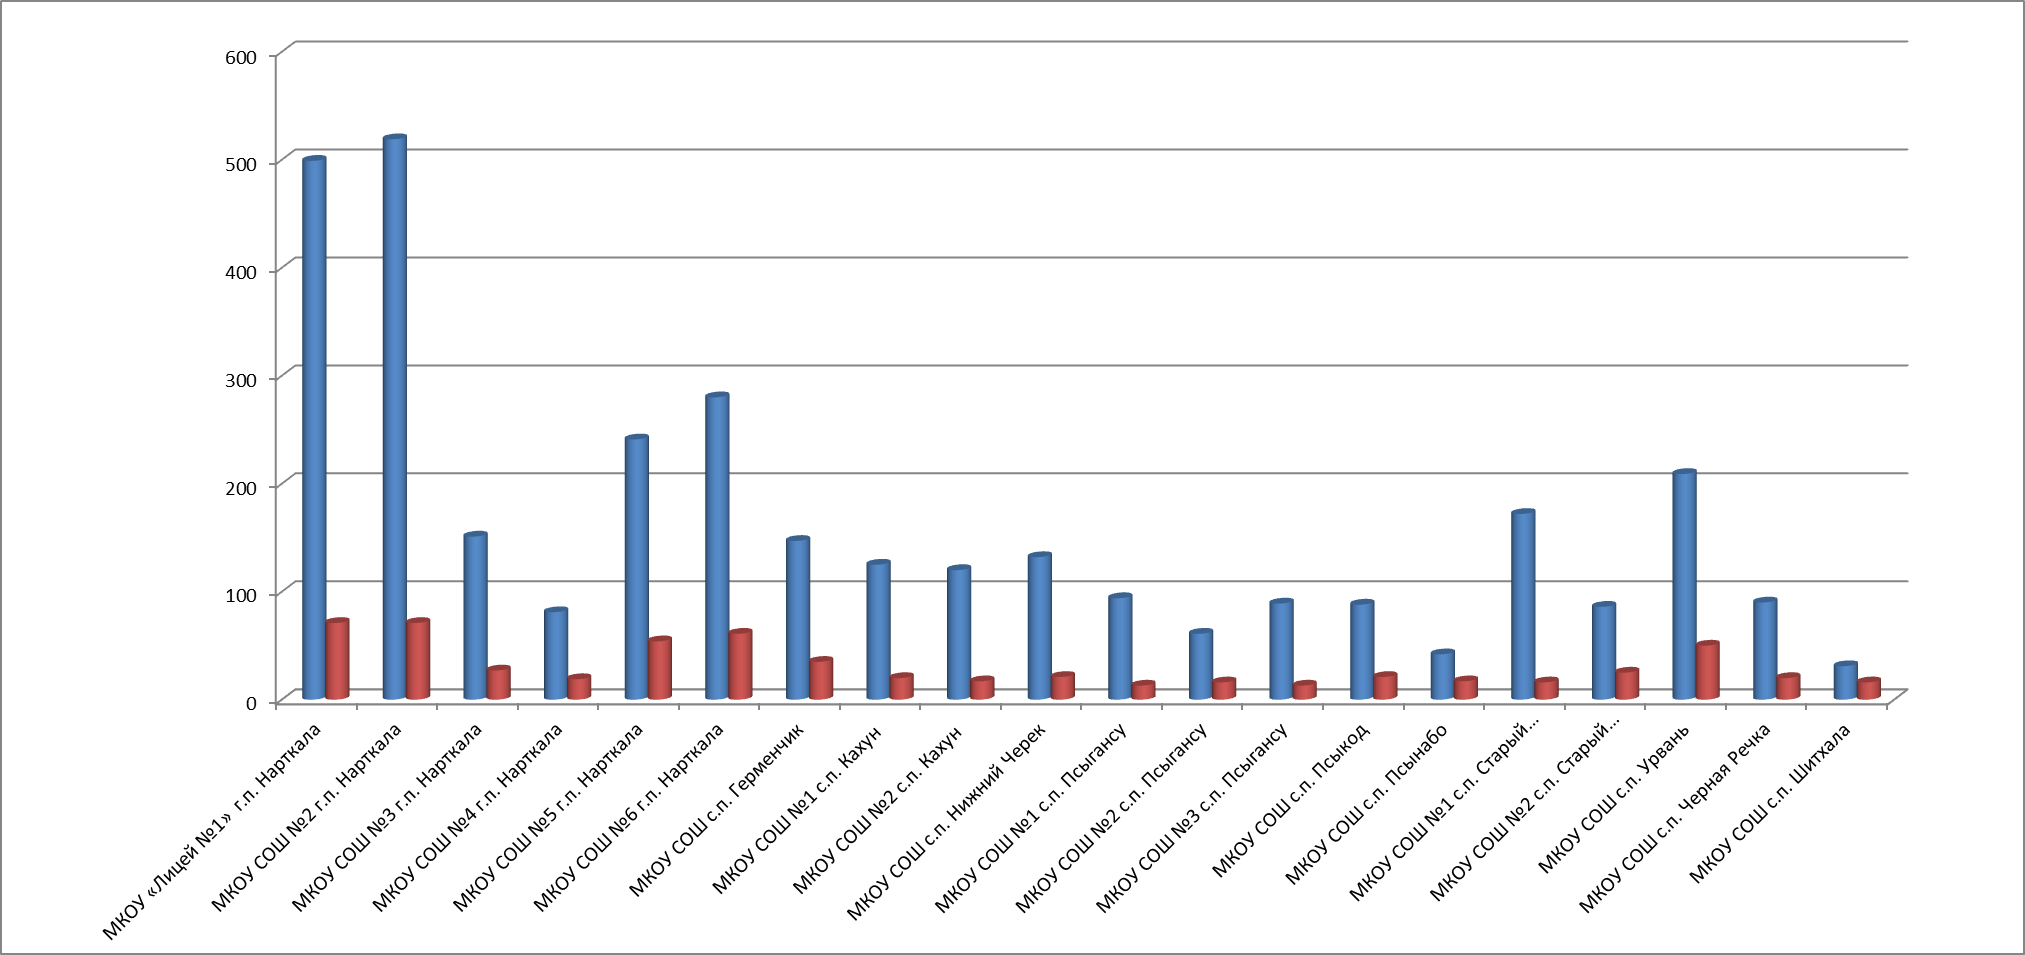 600
500
400
300
200
100
0
МКОУ «Лицей №1» г.п. Нарткала
МКОУ СОШ №2 г.п. Нарткала
МКОУ СОШ №3 г.п. Нарткала
МКОУ СОШ №4 г.п. Нарткала
МКОУ СОШ №5 г.п. Нарткала
МКОУ СОШ №6 г.п. Нарткала
МКОУ СОШ с.п. Герменчик
МКОУ СОШ №1 с.п. Кахун
МКОУ СОШ №2 с.п. Кахун
МКОУ СОШ с.п. Нижний Черек
МКОУ СОШ №1 с.п. Псыгансу
МКОУ СОШ №2 с.п. Псыгансу
МКОУ СОШ №3 с.п. Псыгансу
МКОУ СОШ с.п. Псыкод
МКОУ СОШ с.п. Псынабо
МКОУ СОШ №1 с.п. Старый...
МКОУ СОШ №2 с.п. Старый...
МКОУ СОШ с.п. Урвань
МКОУ СОШ с.п. Черная Речка
МКОУ СОШ с.п. Шитхала